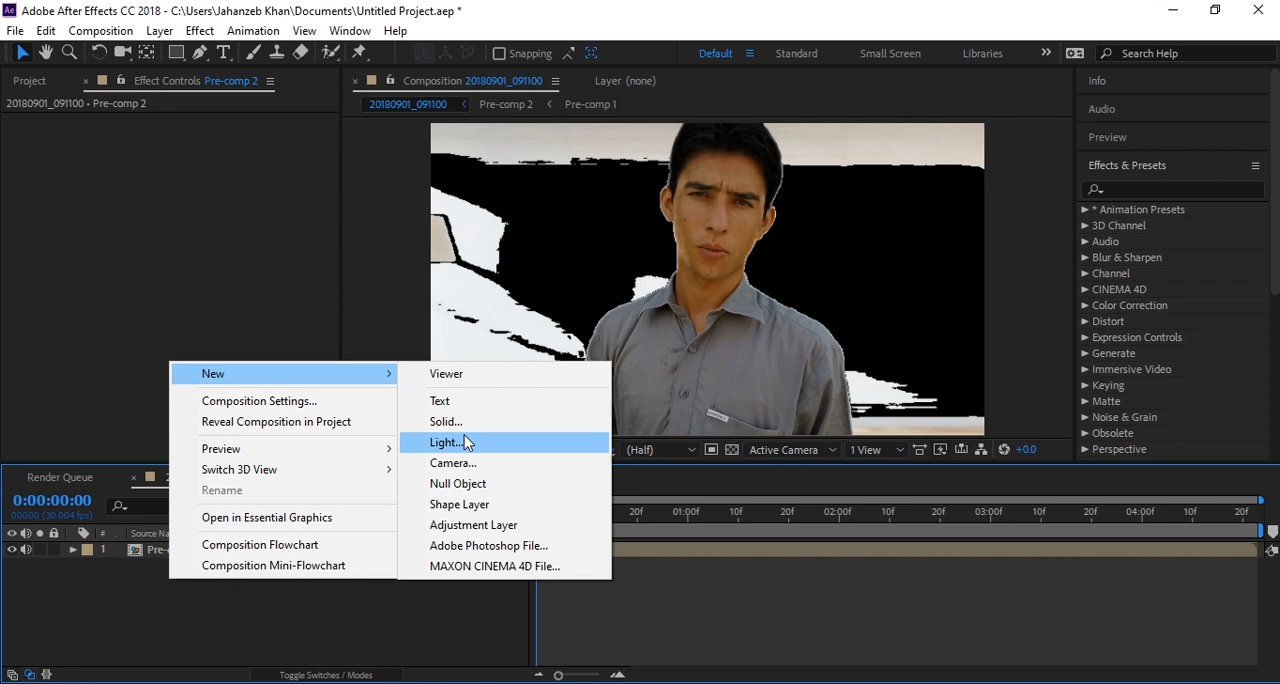 Ae Adobe After Effects CC 2018 - C:\Users\Jahanzeb Khan\Documents\Untitled Project.aep *
File Edit Composition Layer Effect Animation View Window Help
Snapping Default Standard Small Screen Libraries Search Help
Project Effect Controls Pre-comp 2 Composition 20180901_091100 Layer (none) Info
20180901_091100 • Pre-comp 2 20180901_091100 Pre-comp 2 Pre-comp 1
Audio
Preview
Effects & Presets
* Animation Presets
3D Channel
Audio
Blur & Sharpen
Channel
CINEMA 4D
Color Correction
Distort
Expression Controls
Generate
Immersive Video
Keying
Matte
Noise & Grain
Obsolete
Perspective
New
Composition Settings...
Reveal Composition in Project
Preview
Switch 3D View
Rename
Open in Essential Graphics
Composition Flowchart
Composition Mini-Flowchart
Viewer
Text
Solid...
Light...
Camera...
Null Object
Shape Layer
Adjustment Layer
Adobe Photoshop File...
MAXON CINEMA 4D File...
(Half) Active Camera 1 View +0.0
Render Queue 2
0:00:00:00
00000 (30.004 fps)
20f 01:00f 10f 20f 02:00f 10f 20f 03:00f 10f 20f 04:00f 10f 20f
# Source Na
1 Pre-
Toggle Switches / Modes